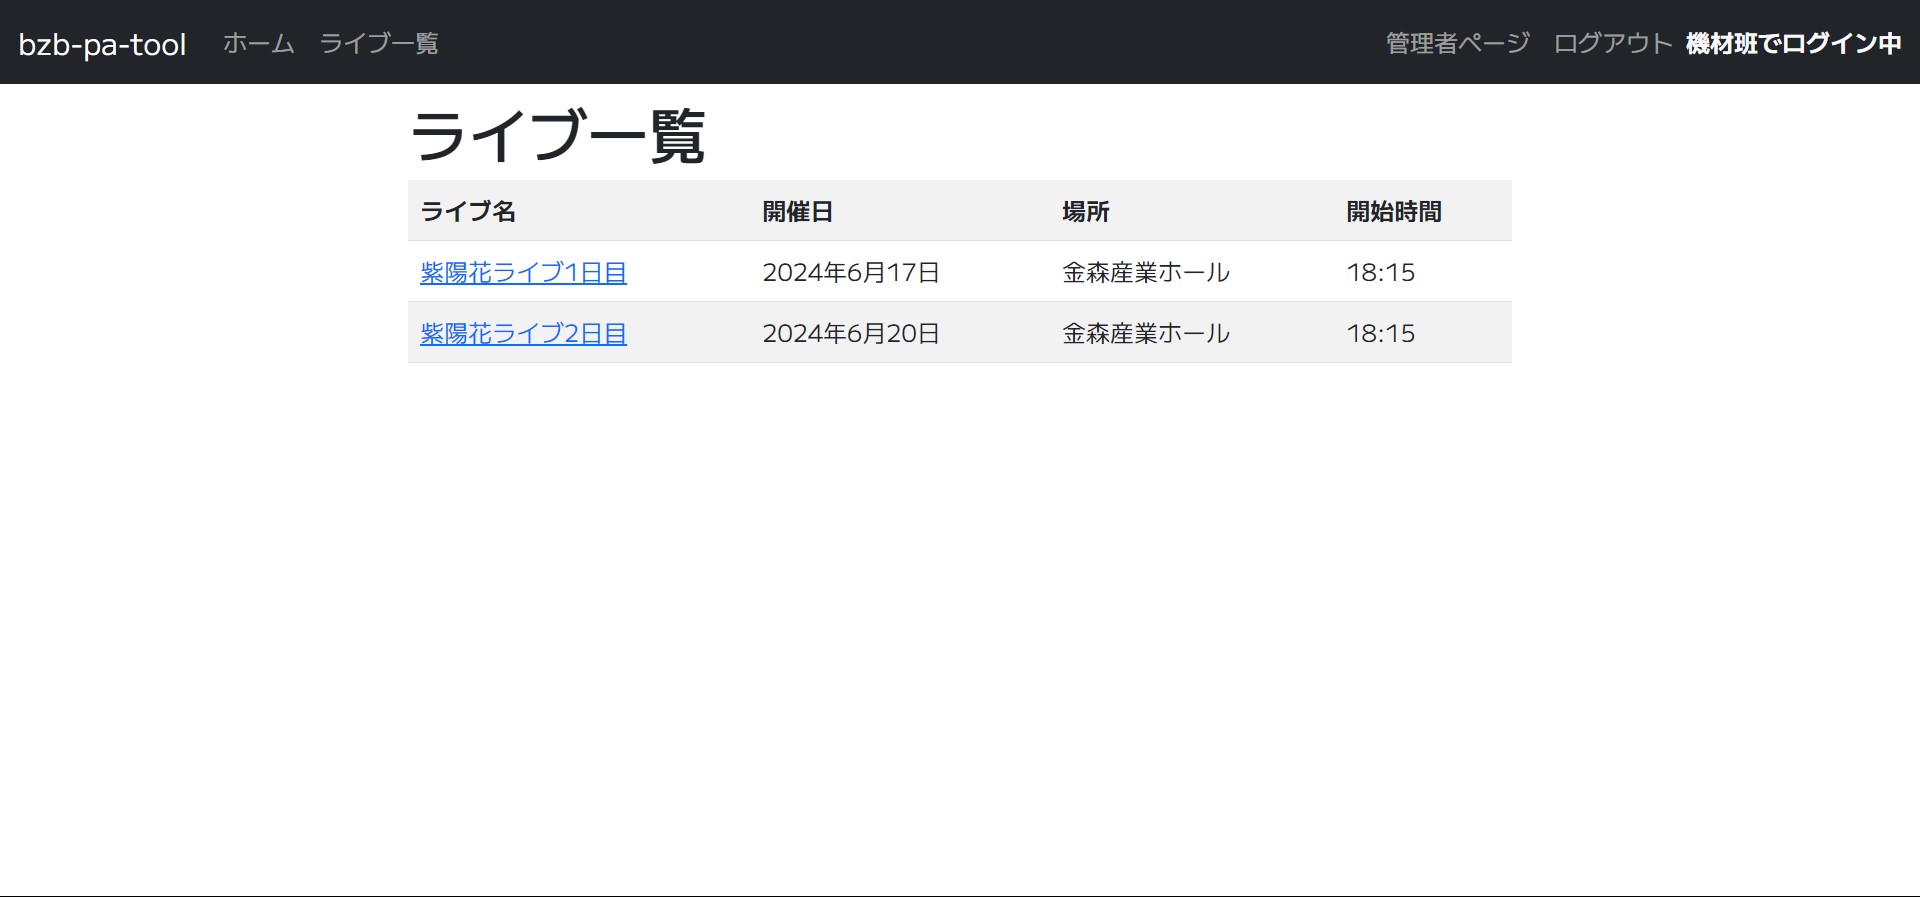 bzb-pa-tool ホーム ライブ一覧 管理者ページ ログアウト 機材班でログイン中
ライブ一覧
ライブ名 開催日 場所 開始時間
紫陽花ライブ1日目 2024年6月17日 金森産業ホール 18:15
紫陽花ライブ2日目 2024年6月20日 金森産業ホール 18:15